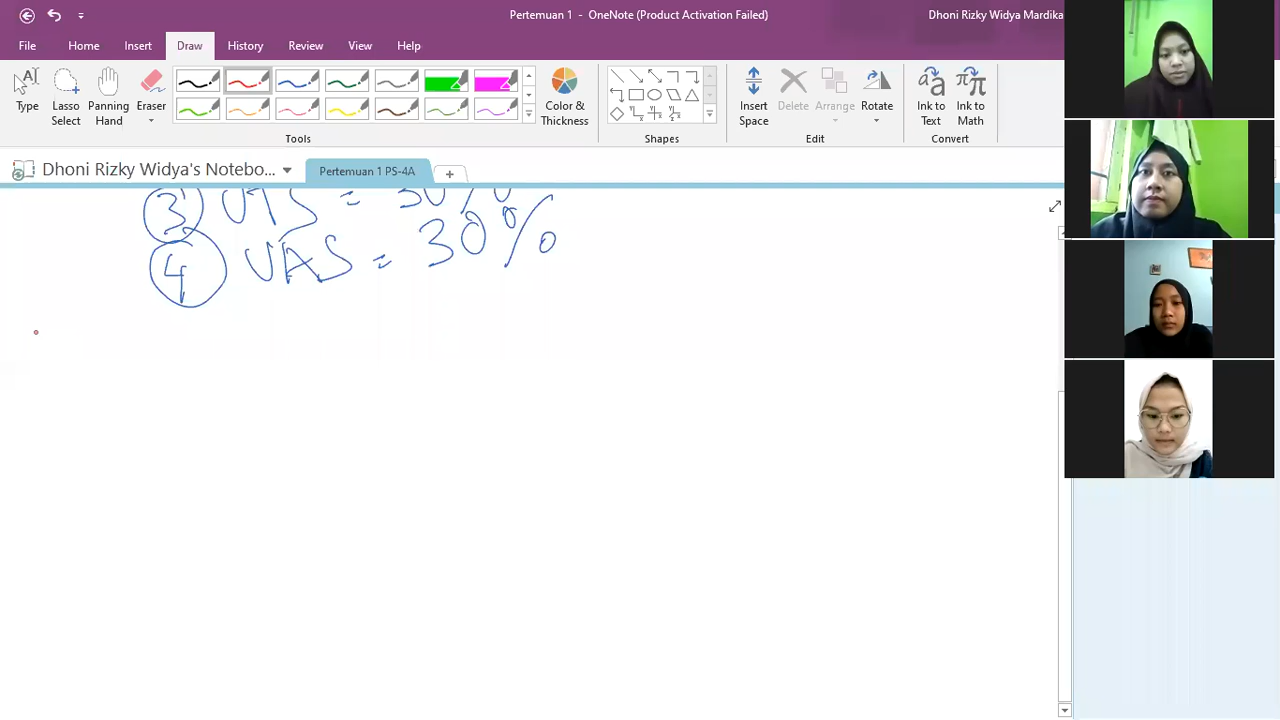 Pertemuan 1 - OneNote (Product Activation Failed)
Dhoni Rizky Widya Mardika
File Home Insert Draw History Review View Help
Type
Lasso Select
Panning Hand
Eraser
Color & Thickness
Insert Space
Delete
Arrange
Rotate
Ink to Text
Ink to Math
Tools
Shapes
Edit
Convert
Dhoni Rizky Widya's Notebo...
Pertemuan 1 PS-4A
3 UTS = 30%
4 UAS = 30%